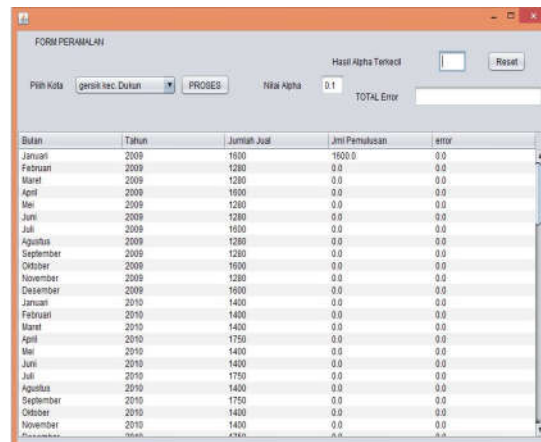 FORM PERAMALAN
Hasil Alpha Terkecil Reset
Pilih Kota gersik kec.Dukun PROSES Nilai Alpha 0.1
TOTAL Error
Bulan Tahun Jumlah Jual Jml Pemulusan error
Januari 2009 1600 1600.0 0.0
Februari 2009 1280 0.0 0.0
Maret 2009 1280 0.0 0.0
April 2009 1600 0.0 0.0
Mei 2009 1280 0.0 0.0
Juni 2009 1280 0.0 0.0
Juli 2009 1600 0.0 0.0
Agustus 2009 1280 0.0 0.0
September 2009 1280 0.0 0.0
Oktober 2009 1600 0.0 0.0
November 2009 1280 0.0 0.0
Desember 2009 1600 0.0 0.0
Januari 2010 1400 0.0 0.0
Februari 2010 1400 0.0 0.0
Maret 2010 1400 0.0 0.0
April 2010 1750 0.0 0.0
Mei 2010 1400 0.0 0.0
Juni 2010 1400 0.0 0.0
Juli 2010 1750 0.0 0.0
Agustus 2010 1400 0.0 0.0
September 2010 1750 0.0 0.0
Oktober 2010 1400 0.0 0.0
November 2010 1400 0.0 0.0
Desember 2010 1750 0.0 0.0